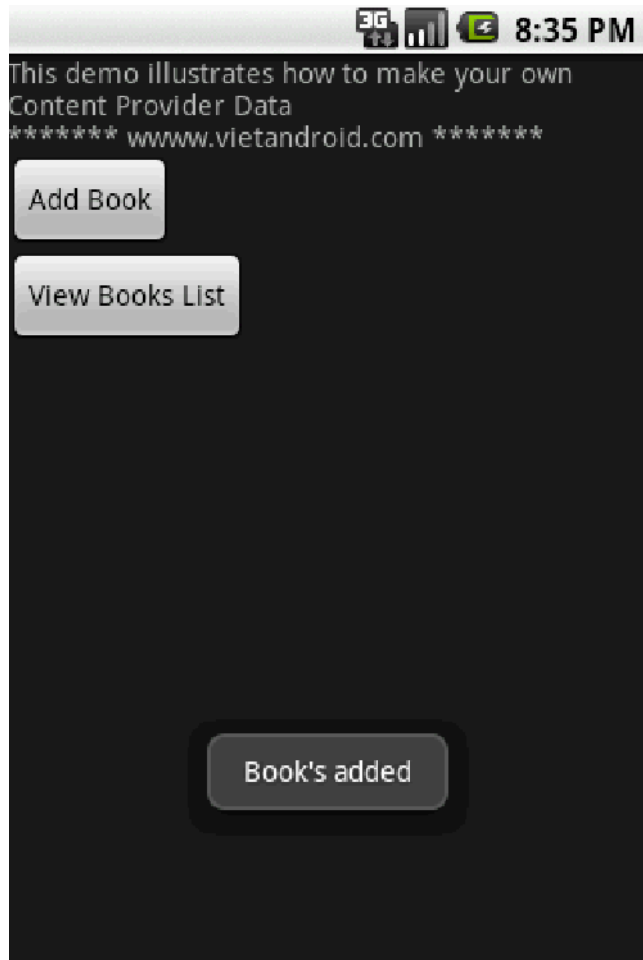 3G 8:35 PM
This demo illustrates how to make your own
Content Provider Data
******* wwww.vietandroid.com *******
Add Book
View Books List
Book's added